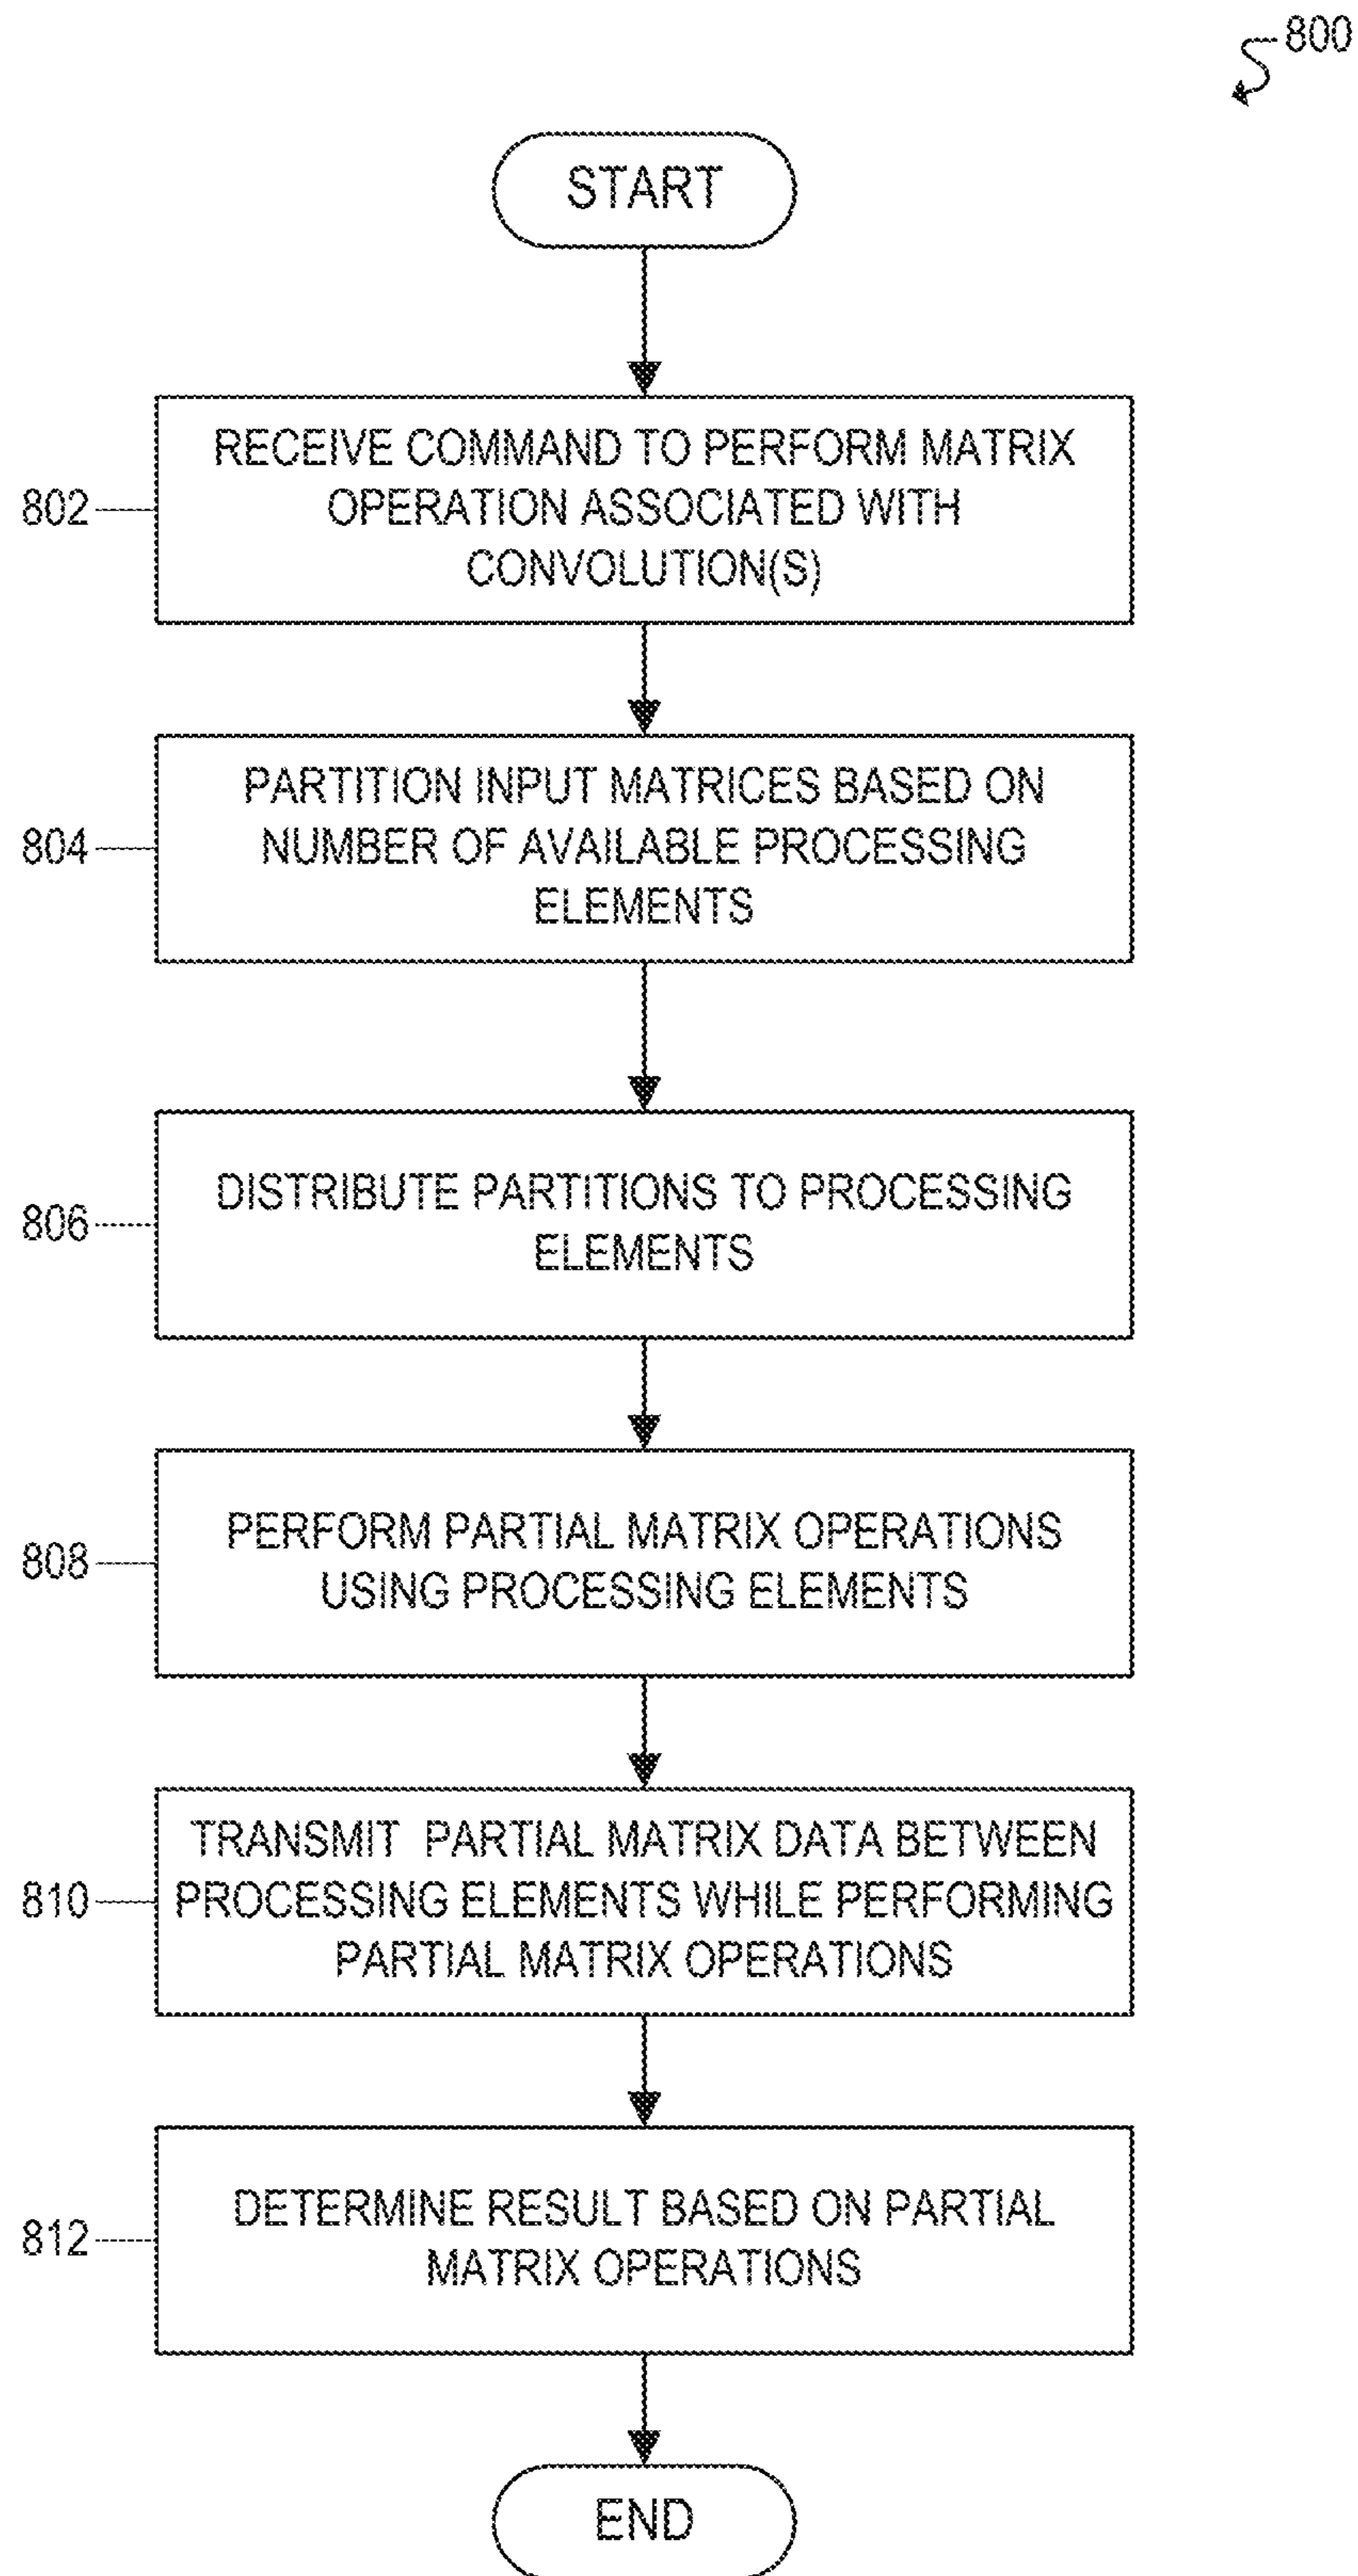 800
START
802
RECEIVE COMMAND TO PERFORM MATRIX
OPERATION ASSOCIATED WITH
CONVOLUTION(S)
804
PARTITION INPUT MATRICES BASED ON
NUMBER OF AVAILABLE PROCESSING
ELEMENTS
806
DISTRIBUTE PARTITIONS TO PROCESSING
ELEMENTS
808
PERFORM PARTIAL MATRIX OPERATIONS
USING PROCESSING ELEMENTS
810
TRANSMIT PARTIAL MATRIX DATA BETWEEN
PROCESSING ELEMENTS WHILE PERFORMING
PARTIAL MATRIX OPERATIONS
812
DETERMINE RESULT BASED ON PARTIAL
MATRIX OPERATIONS
END